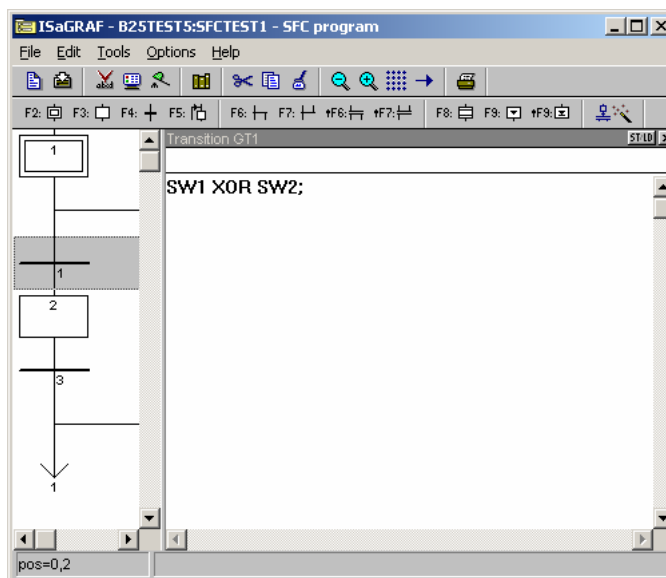 ISaGRAF - B25TEST5:SFCTEST1 - SFC program
File Edit Tools Options Help
F2: F3: F4: F5: F6: F7: ↑F6: ↑F7: F8: F9: ↑F9:
Transition GT1
ST/LD
1
SW1 XOR SW2;
1
2
3
1
pos=0,2